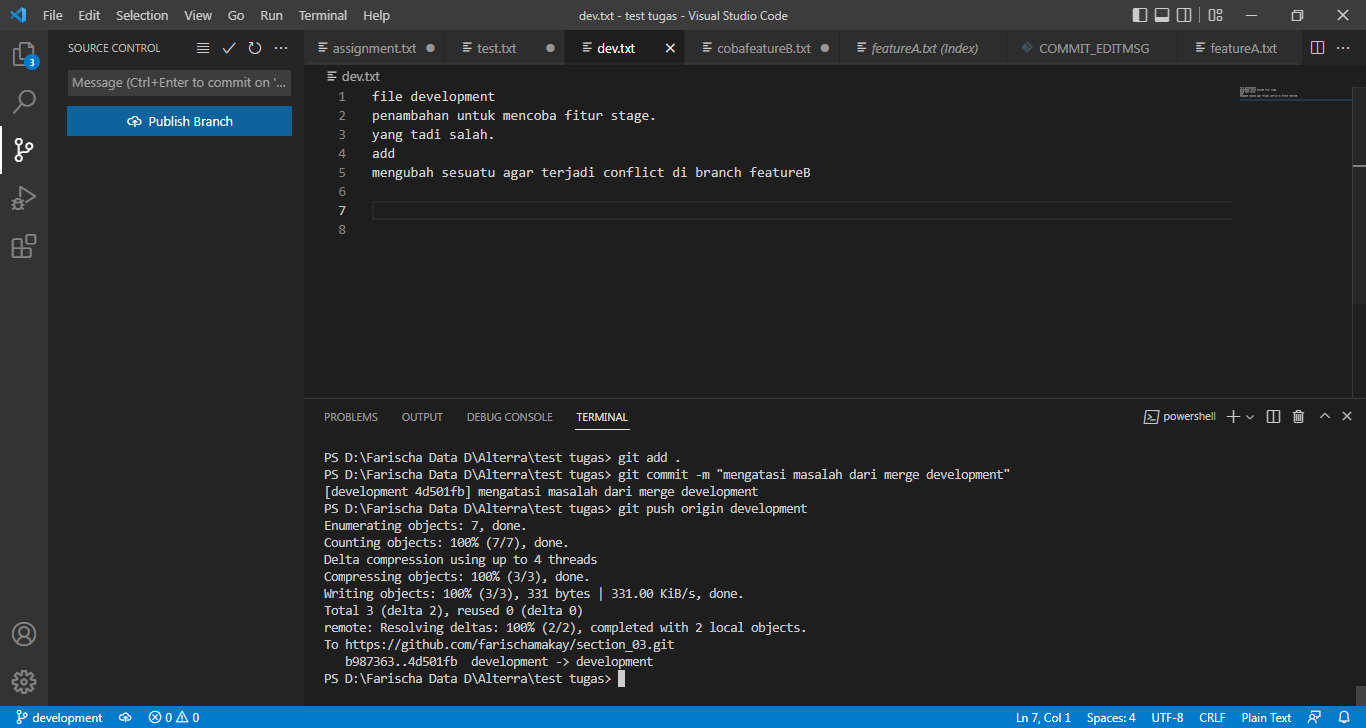 File Edit Selection View Go Run Terminal Help dev.txt - test tugas - Visual Studio Code
SOURCE CONTROL
assignment.txt test.txt dev.txt cobafeatureB.txt featureA.txt (Index) COMMIT_EDITMSG featureA.txt
3
Message (Ctrl+Enter to commit on '...
Publish Branch
dev.txt
1 file development
2 penambahan untuk mencoba fitur stage.
3 yang tadi salah.
4 add
5 mengubah sesuatu agar terjadi conflict di branch featureB
6
7
8
PROBLEMS OUTPUT DEBUG CONSOLE TERMINAL powershell
PS D:\Farischa Data D\Alterra\test tugas> git add .
PS D:\Farischa Data D\Alterra\test tugas> git commit -m "mengatasi masalah dari merge development"
[development 4d501fb] mengatasi masalah dari merge development
PS D:\Farischa Data D\Alterra\test tugas> git push origin development
Enumerating objects: 7, done.
Counting objects: 100% (7/7), done.
Delta compression using up to 4 threads
Compressing objects: 100% (3/3), done.
Writing objects: 100% (3/3), 331 bytes | 331.00 KiB/s, done.
Total 3 (delta 2), reused 0 (delta 0)
remote: Resolving deltas: 100% (2/2), completed with 2 local objects.
To https://github.com/farischamakay/section_03.git
b987363..4d501fb development -> development
PS D:\Farischa Data D\Alterra\test tugas>
development 0 0 Ln 7, Col 1 Spaces: 4 UTF-8 CRLF Plain Text